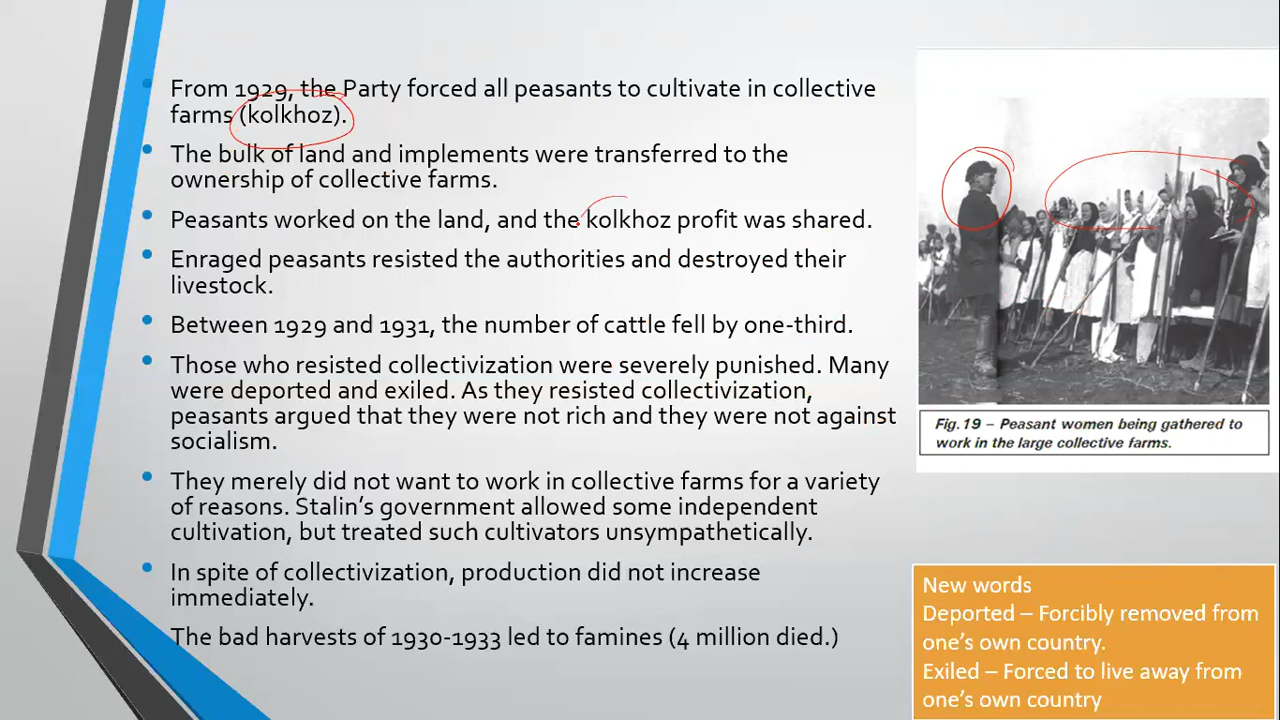 From 1929, the Party forced all peasants to cultivate in collective
farms (kolkhoz).
The bulk of land and implements were transferred to the
ownership of collective farms.
Peasants worked on the land, and the kolkhoz profit was shared.
Enraged peasants resisted the authorities and destroyed their
livestock.
Between 1929 and 1931, the number of cattle fell by one-third.
Those who resisted collectivization were severely punished. Many
were deported and exiled. As they resisted collectivization,
peasants argued that they were not rich and they were not against
socialism.
They merely did not want to work in collective farms for a variety
of reasons. Stalin’s government allowed some independent
cultivation, but treated such cultivators unsympathetically.
In spite of collectivization, production did not increase
immediately.
The bad harvests of 1930-1933 led to famines (4 million died.)
Fig.19 – Peasant women being gathered to
work in the large collective farms.
New words
Deported – Forcibly removed from
one’s own country.
Exiled – Forced to live away from
one’s own country